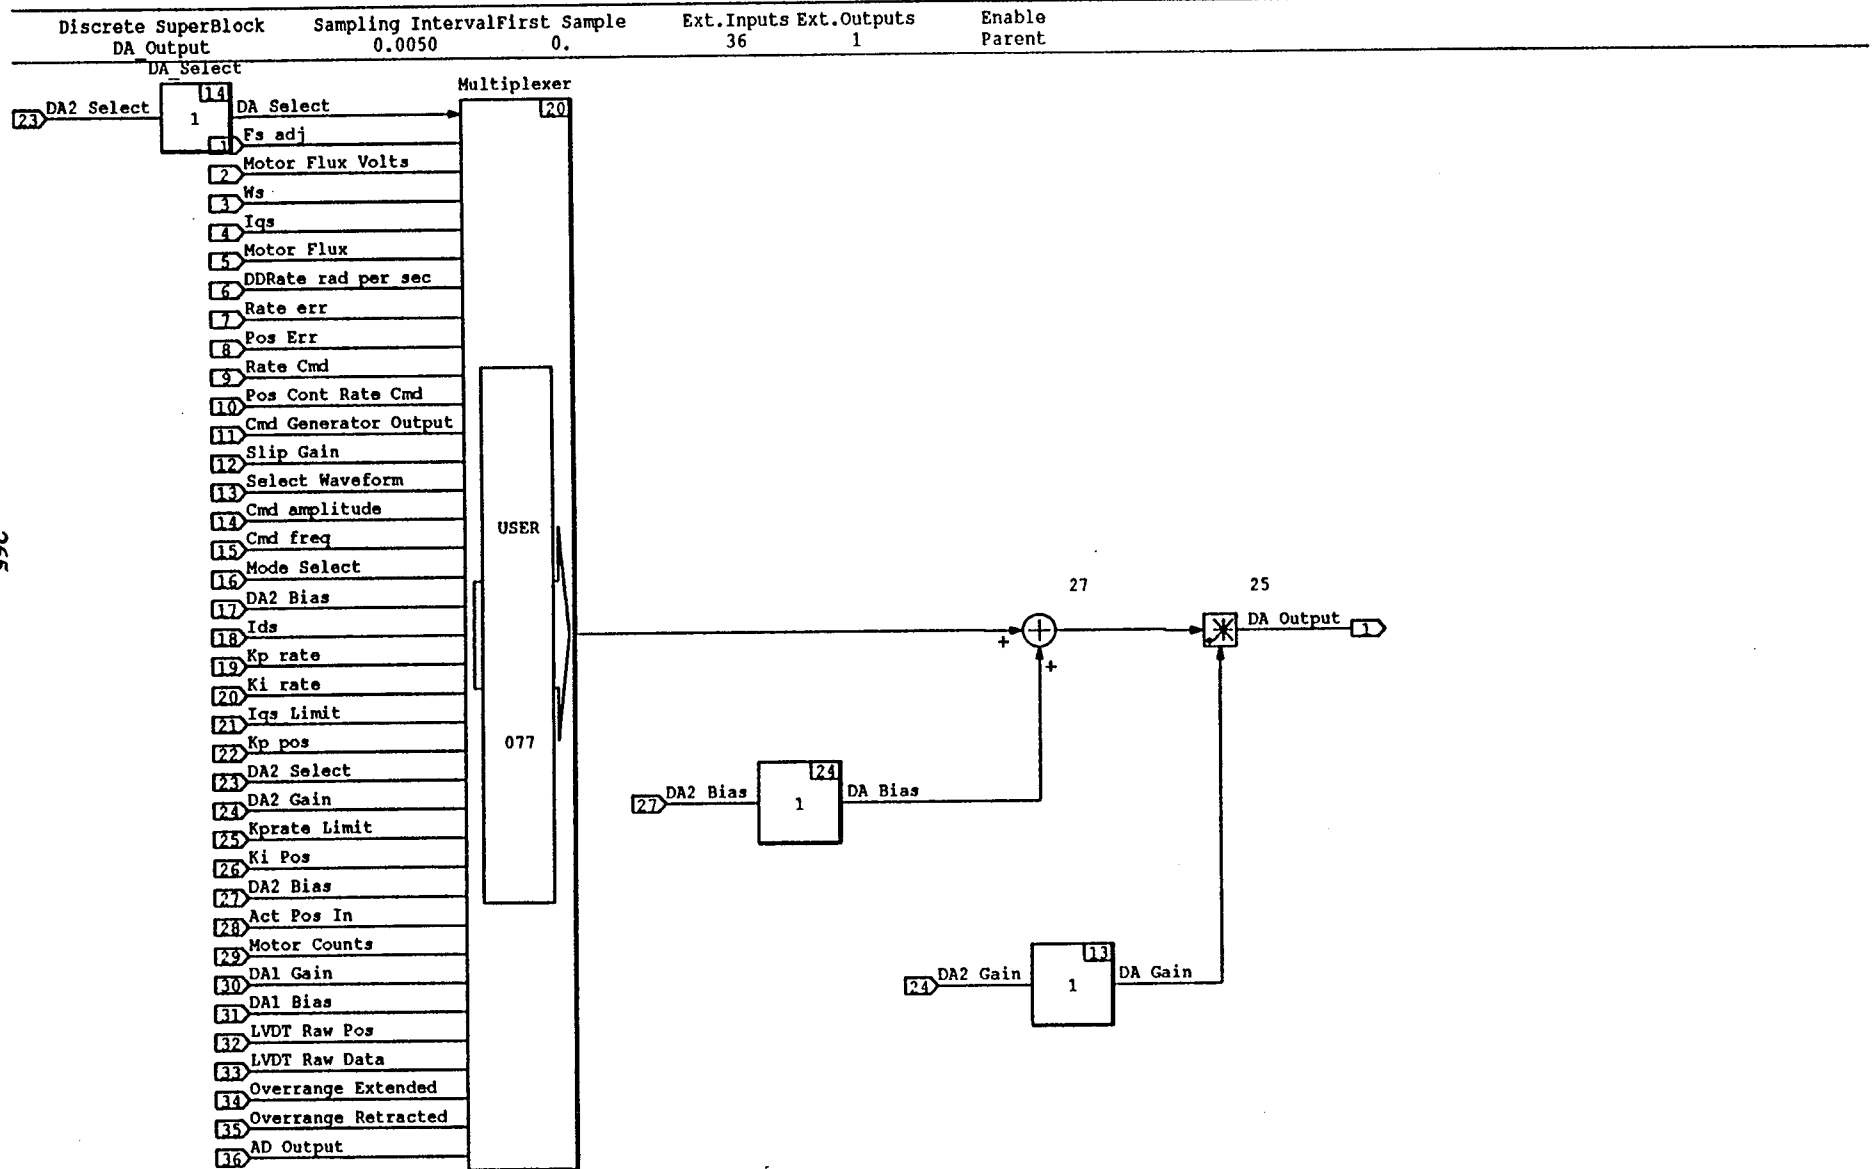 Discrete SuperBlock Sampling IntervalFirst Sample Ext.Inputs Ext.Outputs Enable
DA_Output 0.0050 0. 36 1 Parent
DA_Select
Multiplexer
14
20
23 DA2 Select 1 DA Select
1 Fs adj
2 Motor Flux Volts
3 Ws
4 Iqs
5 Motor Flux
6 DDRate rad per sec
7 Rate err
8 Pos Err
9 Rate Cmd
10 Pos Cont Rate Cmd
11 Cmd Generator Output
12 Slip Gain
13 Select Waveform
14 Cmd amplitude
15 Cmd freq
16 Mode Select
17 DA2 Bias
18 Ids
19 Kp rate
20 Ki rate
21 Iqs Limit
22 Kp pos
23 DA2 Select
24 DA2 Gain
25 Kprate Limit
26 Ki Pos
27 DA2 Bias
28 Act Pos In
29 Motor Counts
30 DA1 Gain
31 DA1 Bias
32 LVDT Raw Pos
33 LVDT Raw Data
34 Overrange Extended
35 Overrange Retracted
36 AD Output
USER
077
27
25
+
+
+
DA Output 1
24
27 DA2 Bias 1 DA Bias
13
24 DA2 Gain 1 DA Gain